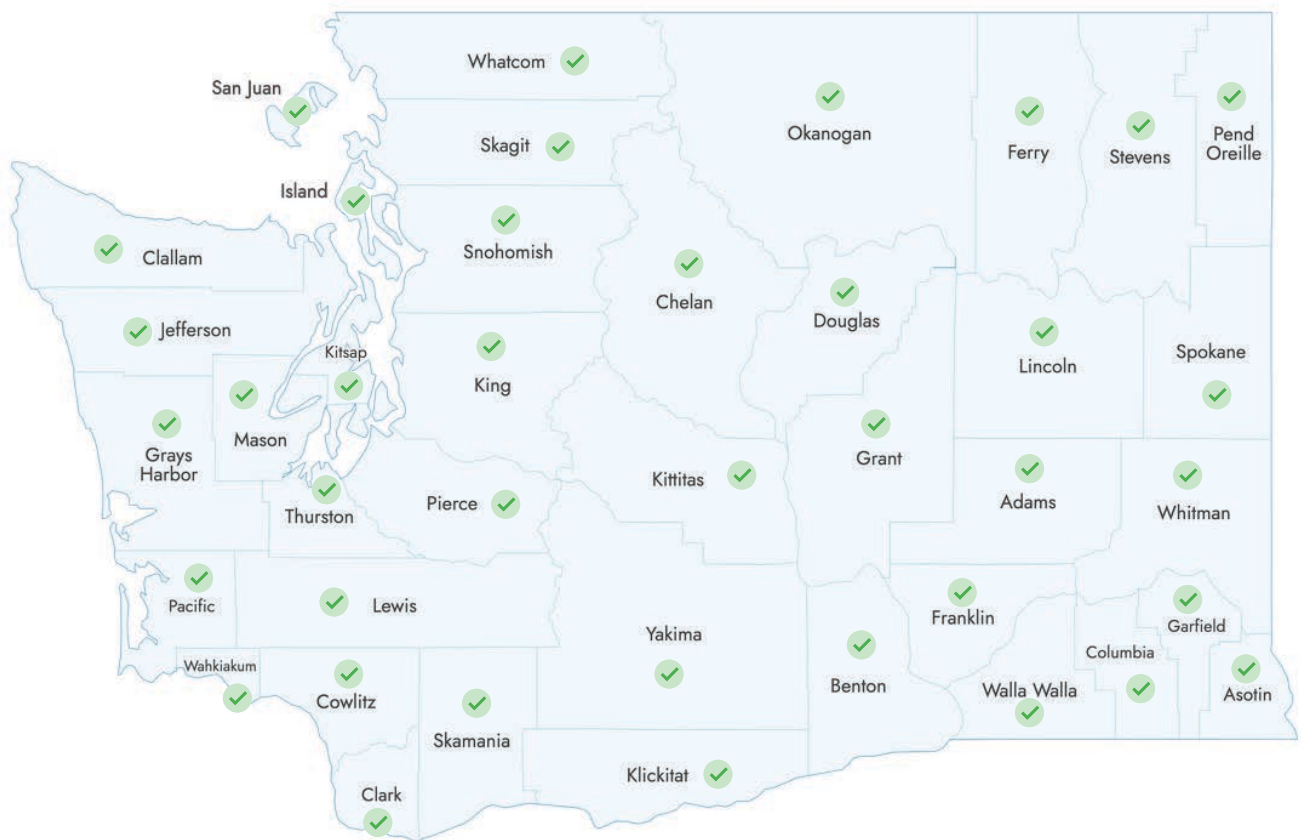 Whatcom
San Juan
Okanogan
Skagit
Ferry
Stevens
Pend
Oreille
Island
Snohomish
Clallam
Chelan
Douglas
Jefferson
Kitsap
Spokane
Lincoln
King
Mason
Grays
Harbor
Grant
Kittitas
Pierce
Adams
Whitman
Thurston
Pacific
Lewis
Franklin
Garfield
Yakima
Columbia
Wahkiakum
Benton
Walla Walla
Asotin
Cowlitz
Skamania
Klickitat
Clark